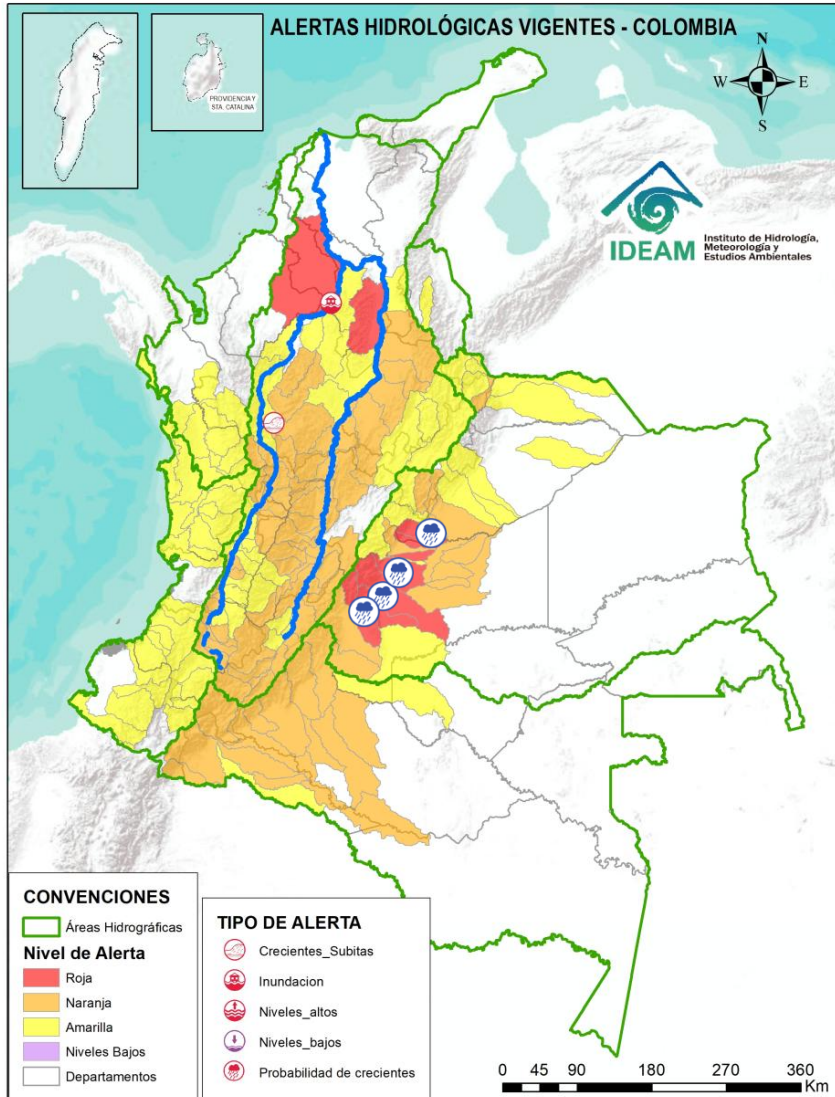 ALERTAS HIDROLÓGICAS VIGENTES - COLOMBIA
PROVIDENCIA Y
STA. CATALINA
N
W
E
S
IDEAM
Instituto de Hidrología,
Meteorología y
Estudios Ambientales
CONVENCIONES
Áreas Hidrográficas
Nivel de Alerta
Roja
Naranja
Amarilla
Niveles Bajos
Departamentos
TIPO DE ALERTA
Crecientes_Subitas
Inundacion
Niveles_altos
Niveles_bajos
Probabilidad de crecientes
0 45 90 180 270 360
Km